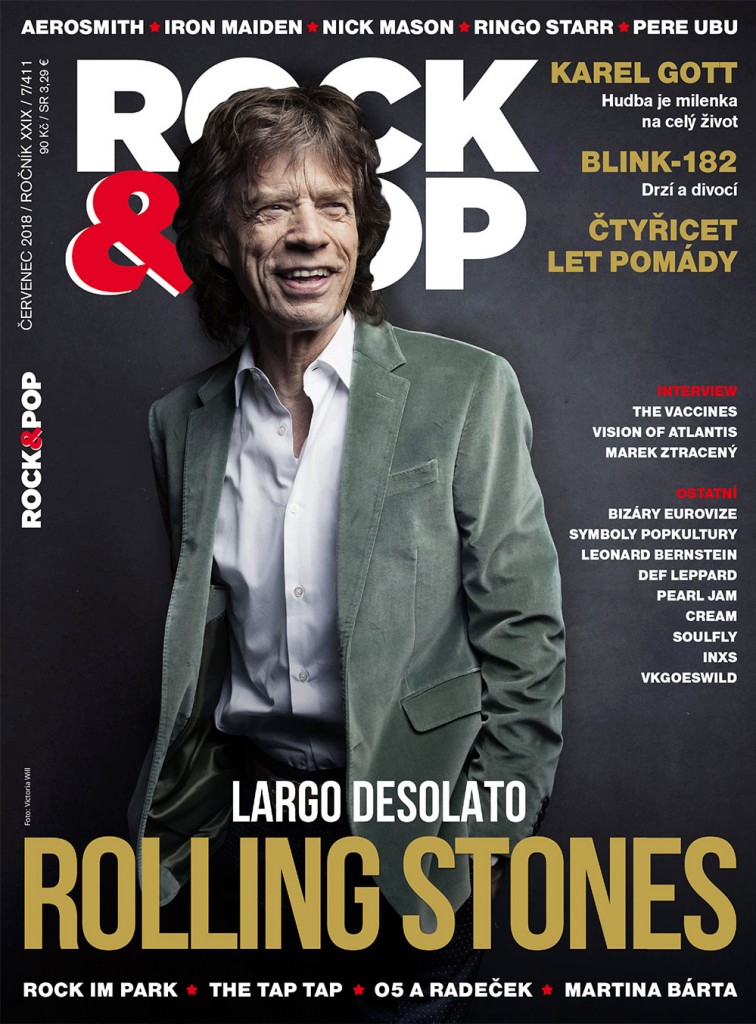 AEROSMITH ★ IRON MAIDEN ★ NICK MASON ★ RINGO STARR ★ PERE UBU
ČERVENEC 2018 / ROČNÍK XXIX / 7/411
90 Kč / SR 3,29 €
ROCK
&POP
KAREL GOTT
Hudba je milenka
na celý život
BLINK-182
Drzí a divocí
ČTYŘICET
LET POMÁDY
ROCK&POP
INTERVIEW
THE VACCINES
VISION OF ATLANTIS
MAREK ZTRACENÝ
OSTATNÍ
BIZÁRY EUROVIZE
SYMBOLY POPKULTURY
LEONARD BERNSTEIN
DEF LEPPARD
PEARL JAM
CREAM
SOULFLY
INXS
VKGOESWILD
Foto: Victoria Will
LARGO DESOLATO
ROLLING STONES
ROCK IM PARK ★ THE TAP TAP ★ O5 A RADEČEK ★ MARTINA BÁRTA